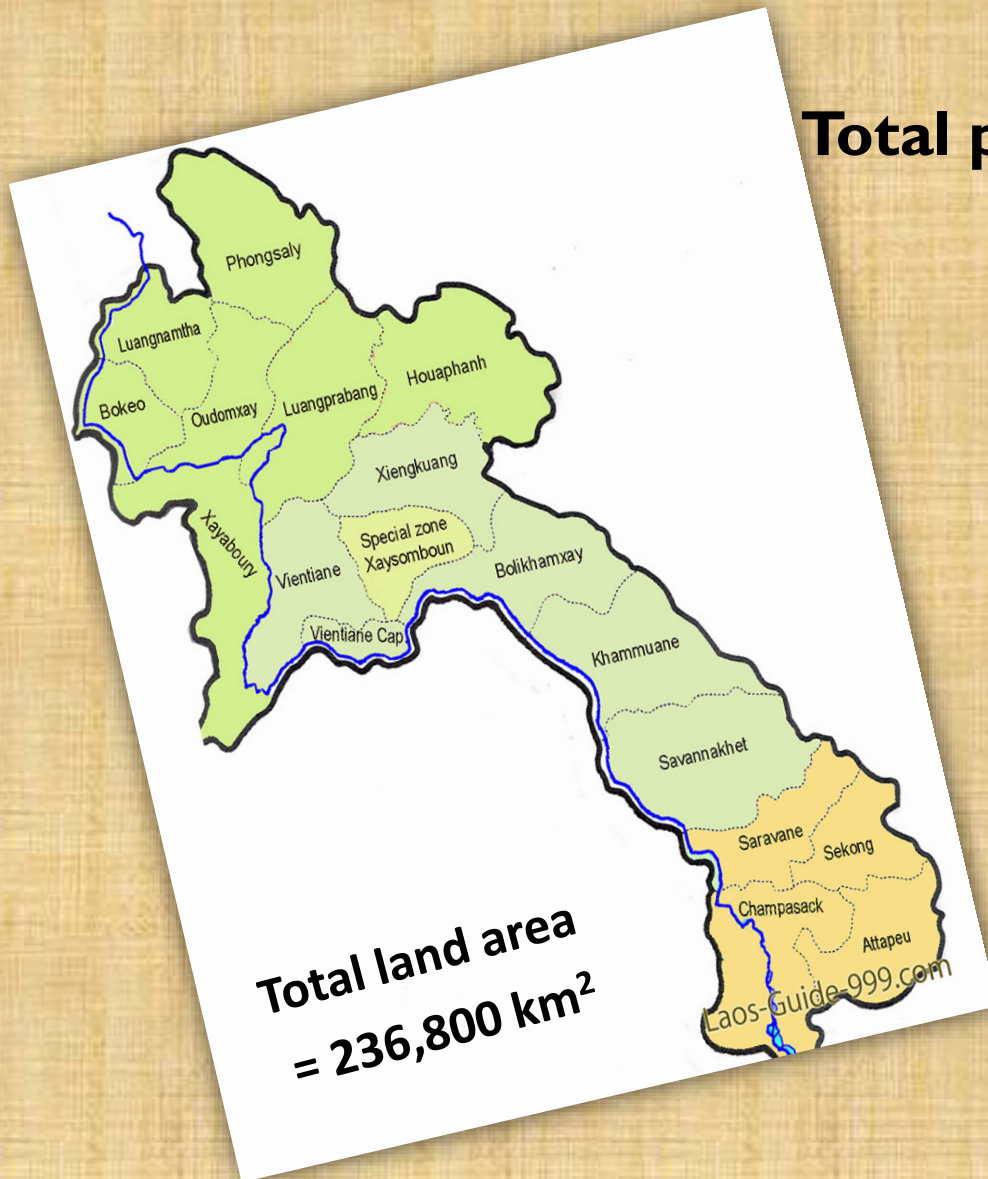 Total p
Phongsaly
Luangnamtha
Houaphanh
Bokeo
Oudomxay
Luangprabang
Xiengkuang
Xayaboury
Special zone
Xaysomboun
Vientiane
Bolikhamxay
Vientiane Cap
Khammuane
Savannakhet
Saravane
Sekong
Champasack
Attapeu
Laos-Guide-999.com
Total land area
= 236,800 km²